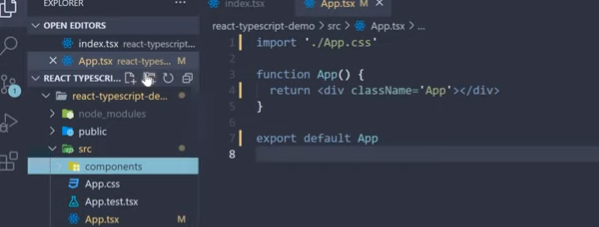 EXPLORER
OPEN EDITORS
index.tsx react-typescript...
App.tsx react-types... M
REACT TYPESCRI...
react-typescript-de...
node_modules
public
src
components
App.css
App.test.tsx
App.tsx M
index.tsx
App.tsx M
react-typescript-demo > src > App.tsx > ...
1 import './App.css'
2
3 function App() {
4 return <div className='App'></div>
5 }
6
7 export default App
8
1